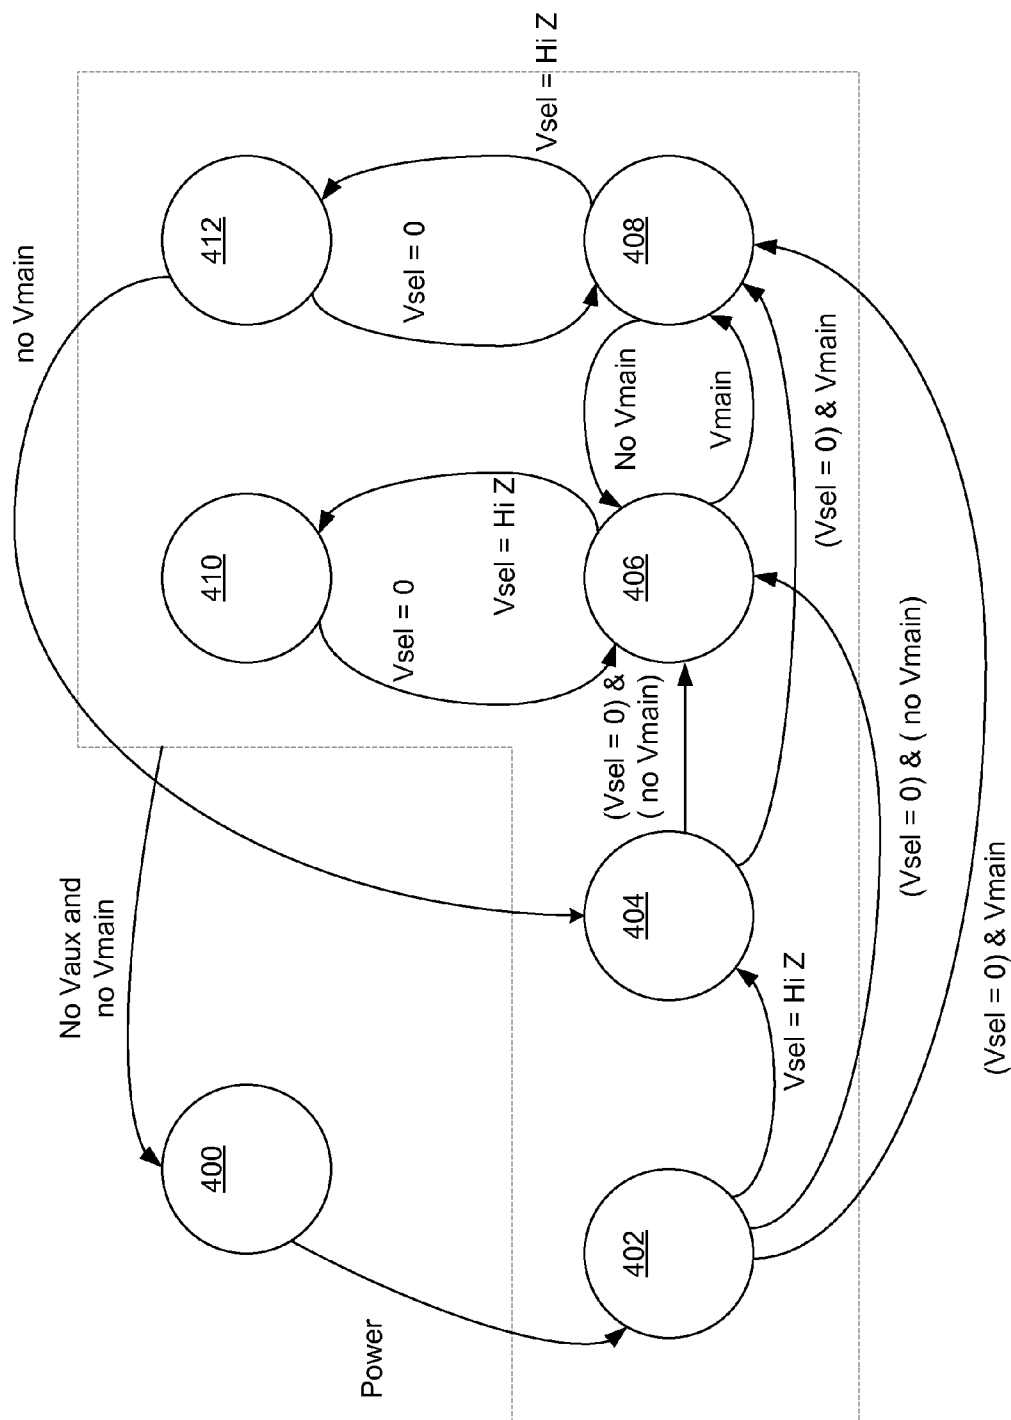 no Vmain
412
Vsel = Hi Z
Vsel = 0
408
No Vmain
Vmain
(Vsel = 0) & Vmain
410
Vsel = Hi Z
Vsel = 0
406
(Vsel = 0) &
( no Vmain)
(Vsel = 0) & ( no Vmain)
No Vaux and
no Vmain
404
Vsel = Hi Z
(Vsel = 0) & Vmain
400
402
Power